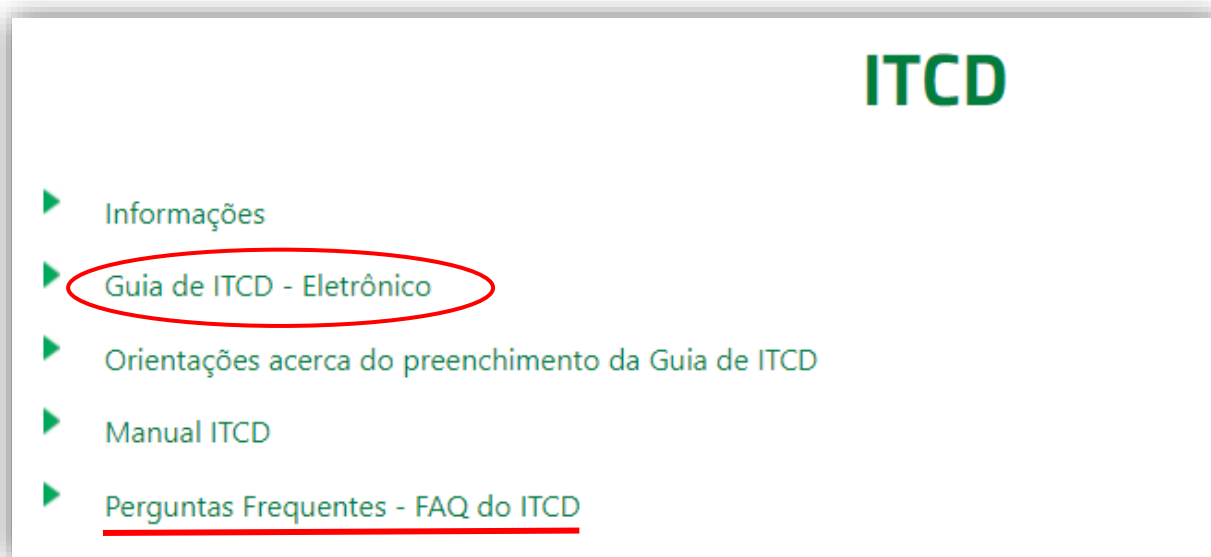 ITCD
Informações
Guia de ITCD - Eletrônico
Orientações acerca do preenchimento da Guia de ITCD
Manual ITCD
Perguntas Frequentes - FAQ do ITCD